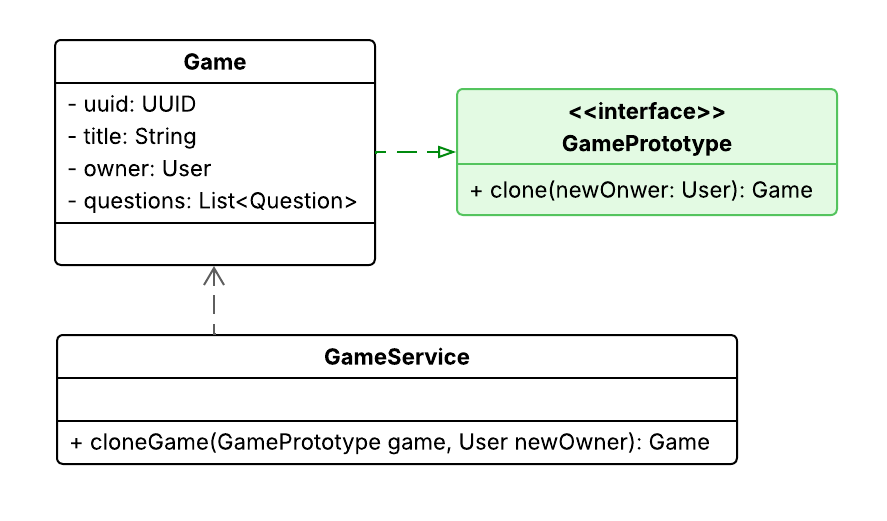 Game
- uuid: UUID
- title: String
- owner: User
- questions: List<Question>
<<interface>>
GamePrototype
+ clone(newOnwer: User): Game
GameService
+ cloneGame(GamePrototype game, User newOwner): Game